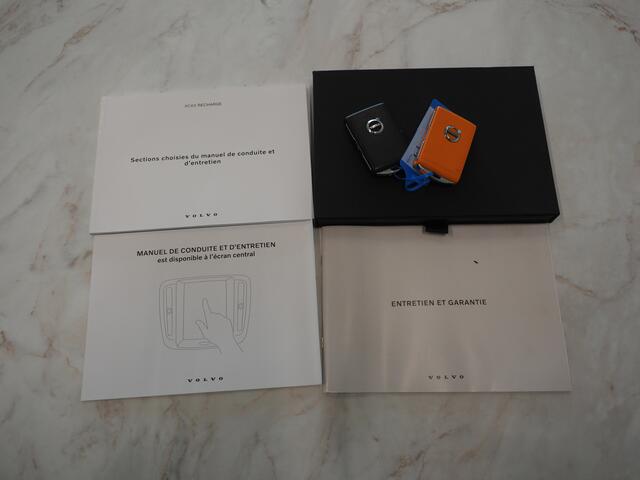 XC40 RECHARGE
Sections choisies du manuel de conduite et
d'entretien
VOLVO
MANUEL DE CONDUITE ET D'ENTRETIEN
est disponible à l'écran central
VOLVO
ENTRETIEN ET GARANTIE
VOLVO